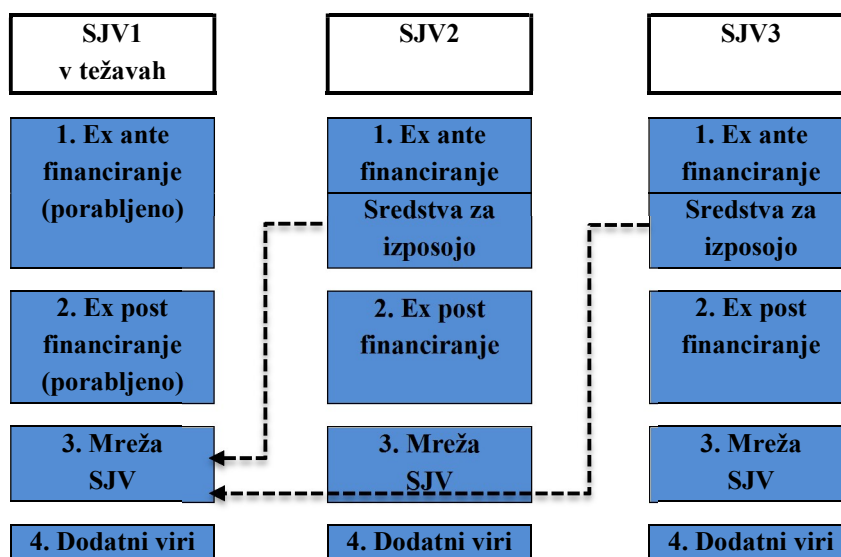 SJV1
v težavah
SJV2
SJV3
1. Ex ante
financiranje
(porabljeno)
1. Ex ante
financiranje
Sredstva za
izposojo
1. Ex ante
financiranje
Sredstva za
izposojo
2. Ex post
financiranje
(porabljeno)
2. Ex post
financiranje
2. Ex post
financiranje
3. Mreža
SJV
3. Mreža
SJV
3. Mreža
SJV
4. Dodatni viri
4. Dodatni viri
4. Dodatni viri